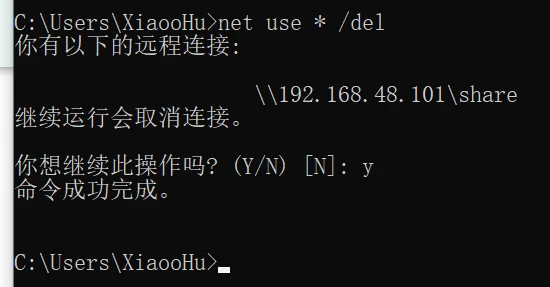 C:\Users\XiaooHu>net use * /del
你有以下的远程连接:
\\192.168.48.101\share
继续运行会取消连接。
你想继续此操作吗? (Y/N) [N]: y
命令成功完成。
C:\Users\XiaooHu>